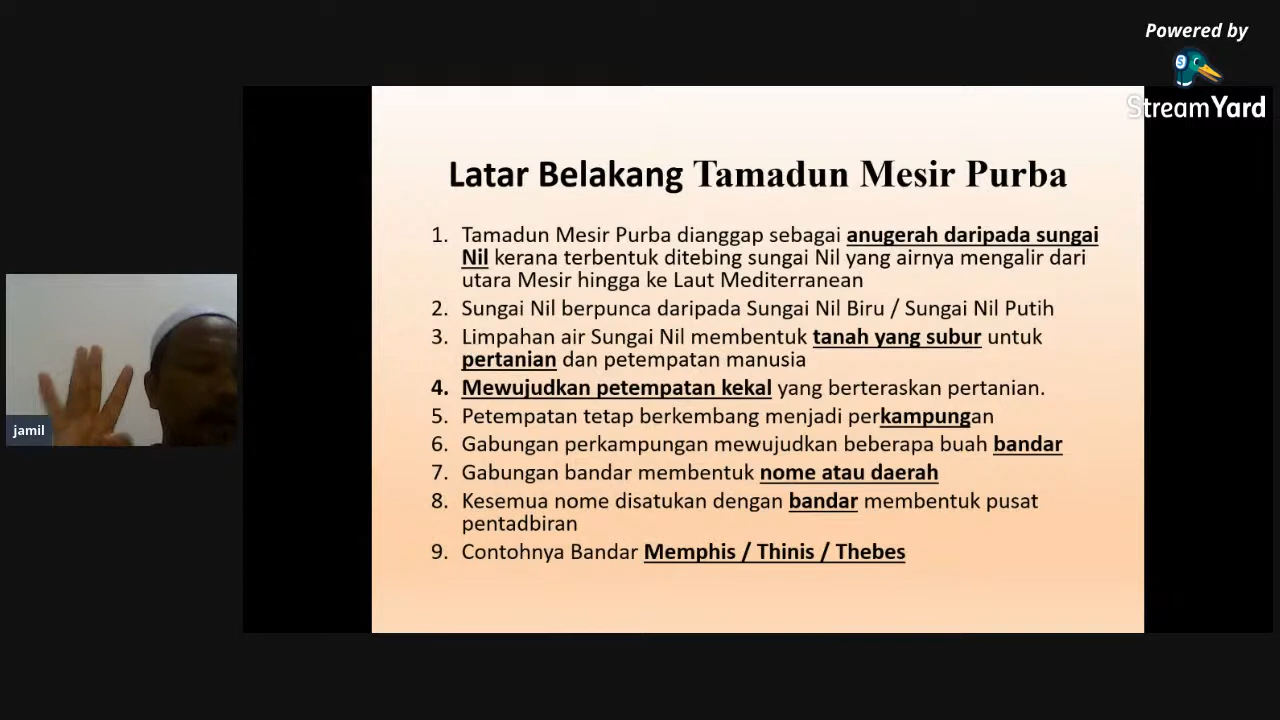 Powered by
StreamYard
Latar Belakang Tamadun Mesir Purba
1. Tamadun Mesir Purba dianggap sebagai anugerah daripada sungai
Nil kerana terbentuk ditebing sungai Nil yang airnya mengalir dari
utara Mesir hingga ke Laut Mediterranean
2. Sungai Nil berpunca daripada Sungai Nil Biru / Sungai Nil Putih
3. Limpahan air Sungai Nil membentuk tanah yang subur untuk
pertanian dan petempatan manusia
4. Mewujudkan petempatan kekal yang berteraskan pertanian.
5. Petempatan tetap berkembang menjadi perkampungan
6. Gabungan perkampungan mewujudkan beberapa buah bandar
7. Gabungan bandar membentuk nome atau daerah
8. Kesemua nome disatukan dengan bandar membentuk pusat
pentadbiran
9. Contohnya Bandar Memphis / Thinis / Thebes
jamil